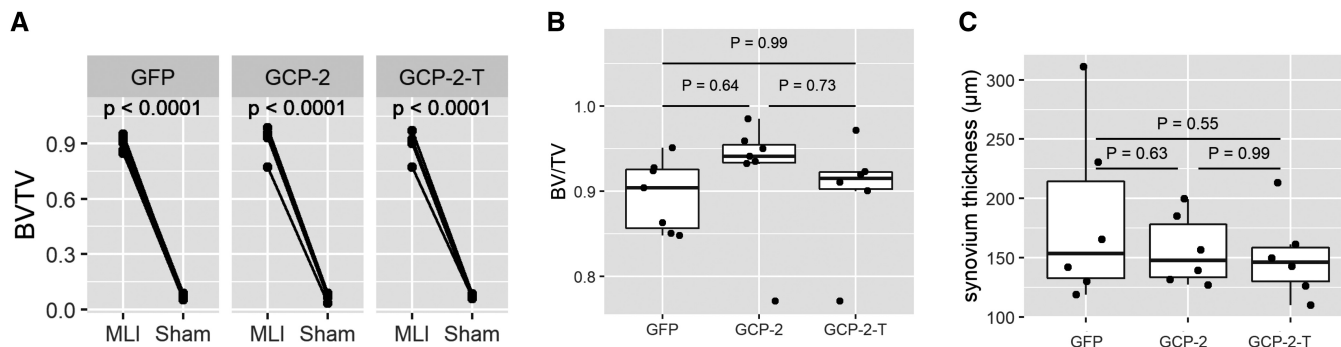 A
GFP GCP-2 GCP-2-T
p < 0.0001 p < 0.0001 p < 0.0001
BVTV
0.9
0.6
0.3
0.0
MLI Sham MLI Sham MLI Sham
B
P = 0.99
P = 0.64 P = 0.73
BV/TV
1.0
0.9
0.8
GFP GCP-2 GCP-2-T
C
P = 0.55
P = 0.63 P = 0.99
synovium thickness (μm)
300
250
200
150
100
GFP GCP-2 GCP-2-T